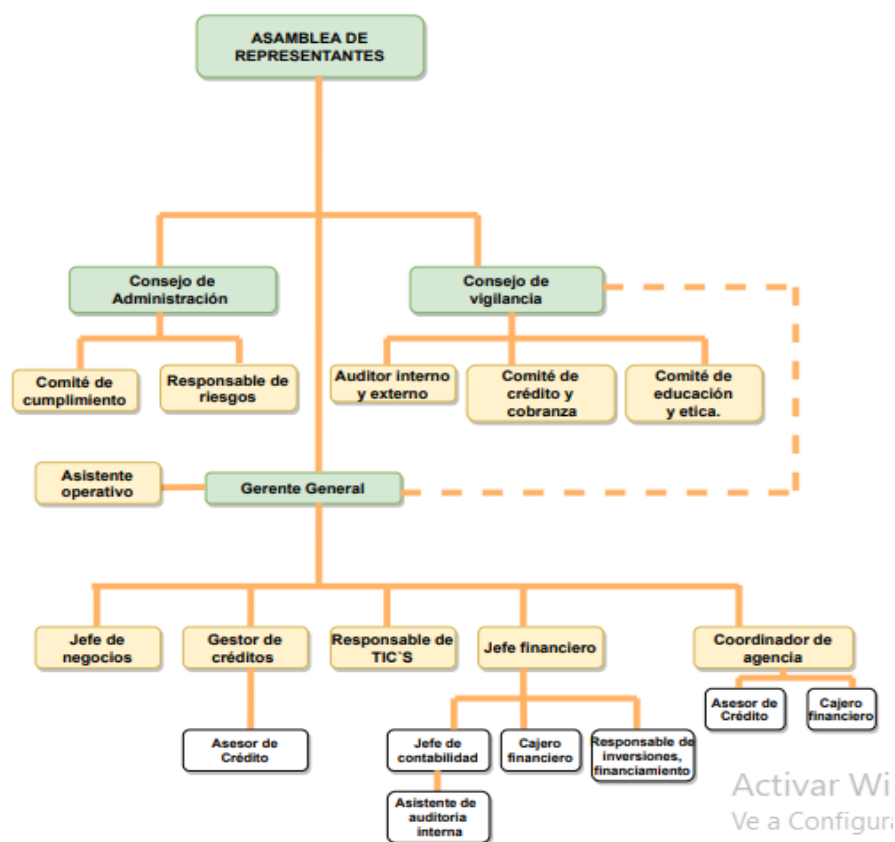 ASAMBLEA DE
REPRESENTANTES
Consejo de
Administración
Consejo de
vigilancia
Comité de
cumplimiento
Responsable de
riesgos
Auditor interno
y externo
Comité de
crédito y
cobranza
Comité de
educación
y etica.
Asistente
operativo
Gerente General
Jefe de
negocios
Gestor de
créditos
Responsable de
TIC`S
Jefe financiero
Coordinador de
agencia
Asesor de
Crédito
Jefe de
contabilidad
Cajero
financiero
Responsable de
inversiones,
financiamiento
Asesor de
Crédito
Cajero
financiero
Asistente de
auditoria
interna
Activar Wi
Ve a Configura